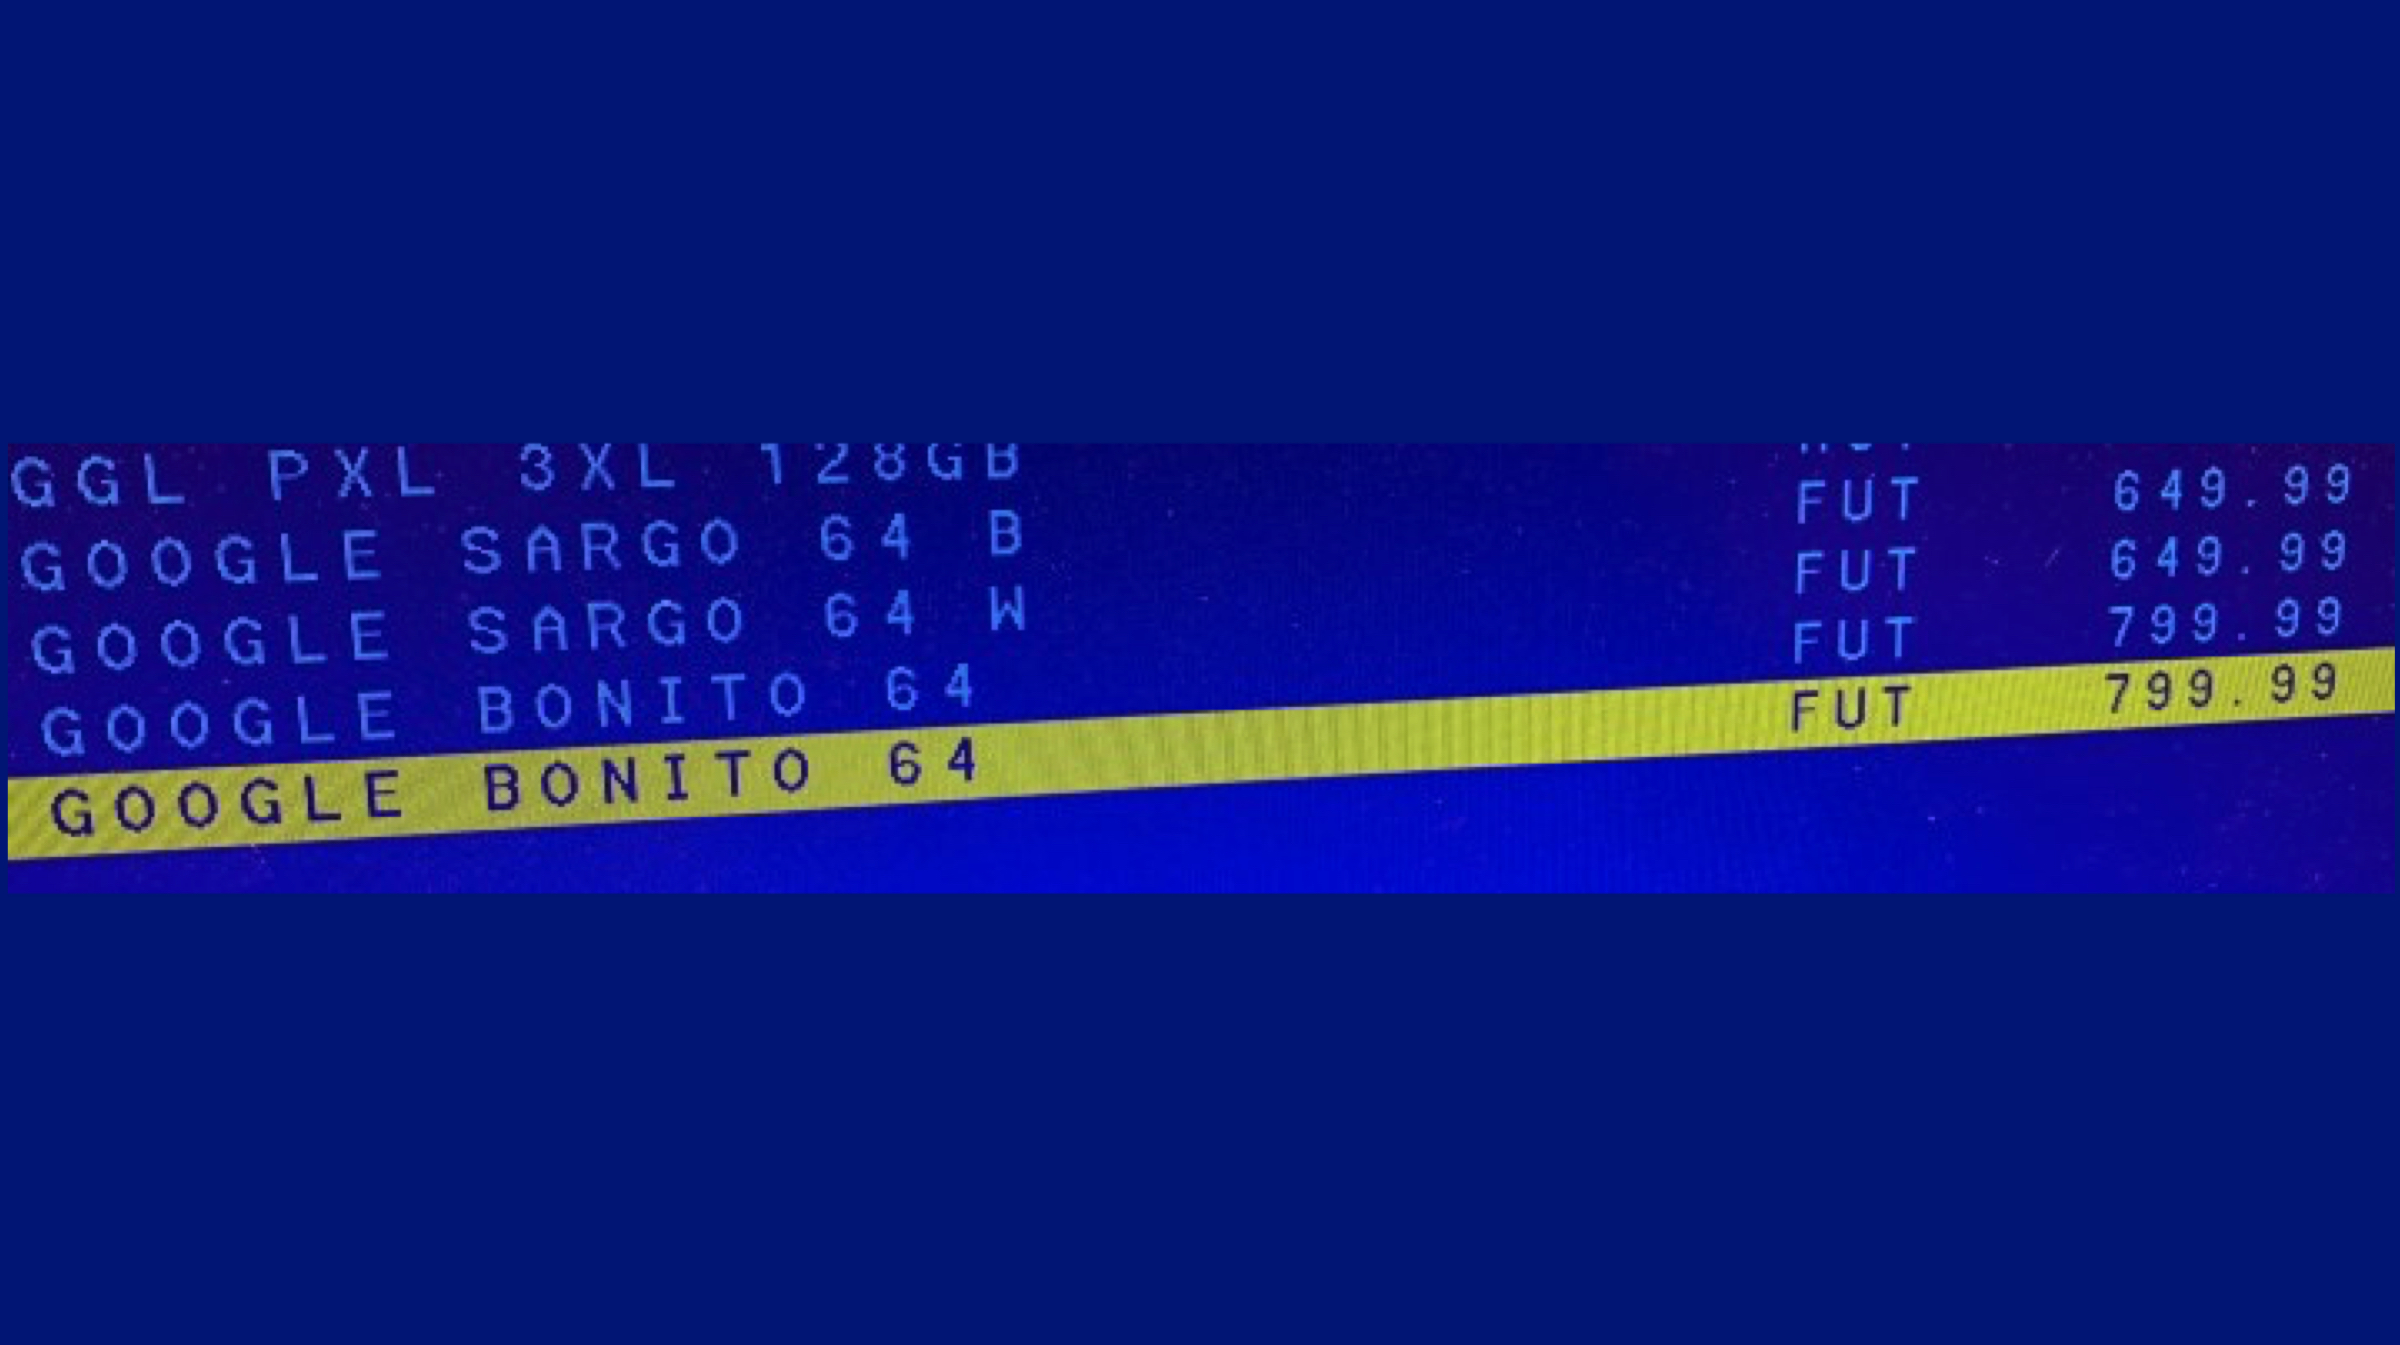 GGL PXL 3XL 128GB
GOOGLE SARGO 64 B FUT 649.99
GOOGLE SARGO 64 W FUT 649.99
GOOGLE BONITO 64 FUT 799.99
GOOGLE BONITO 64 FUT 799.99